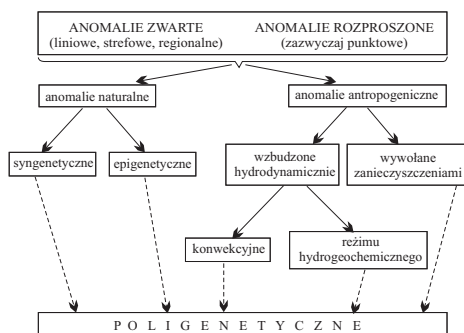 ANOMALIE ZWARTE
(liniowe, strefowe, regionalne)
ANOMALIE ROZPROSZONE
(zazwyczaj punktowe)
anomalie naturalne
anomalie antropogeniczne
syngenetyczne
epigenetyczne
wzbudzone
hydrodynamicznie
wywołane
zanieczyszczeniami
konwekcyjne
reżimu
hydrogeochemicznego
P O L I G E N E T Y C Z N E